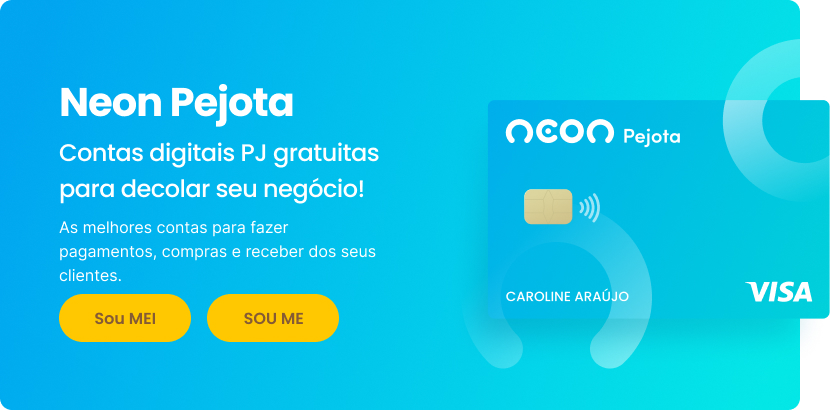 Neon Pejota
Contas digitais PJ gratuitas
para decolar seu negócio!
As melhores contas para fazer
pagamentos, compras e receber dos seus
clientes.
Sou MEI
SOU ME
neon Pejota
CAROLINE ARAÚJO
VISA